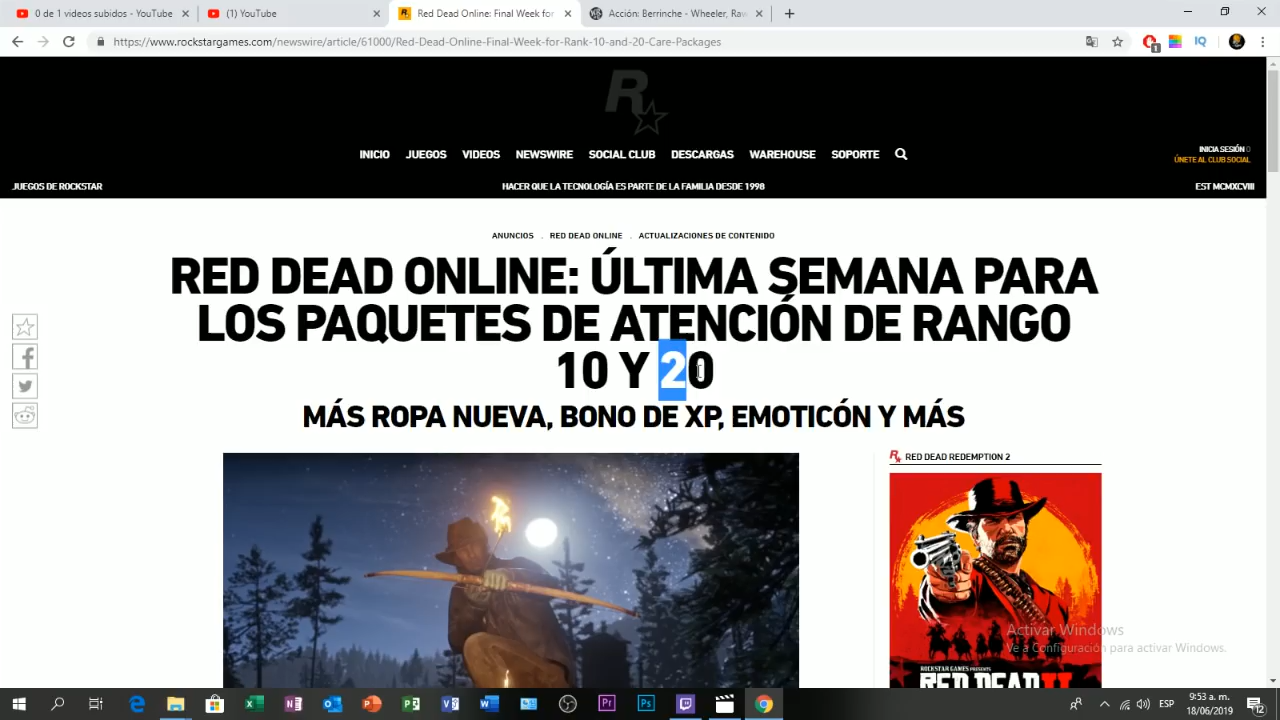 0 de 1 videos subidos - YouTube
(1) YouTube
Red Dead Online: Final Week for
Acción: Berrinche - Wheeler, Raw
https://www.rockstargames.com/newswire/article/61000/Red-Dead-Online-Final-Week-for-Rank-10-and-20-Care-Packages
1
IQ
R
INICIO JUEGOS VIDEOS NEWSWIRE SOCIAL CLUB DESCARGAS WAREHOUSE SOPORTE
INICIA SESIÓN O
ÚNETE AL CLUB SOCIAL
JUEGOS DE ROCKSTAR
HACER QUE LA TECNOLOGÍA ES PARTE DE LA FAMILIA DESDE 1998
EST MCMXCVIII
ANUNCIOS . RED DEAD ONLINE . ACTUALIZACIONES DE CONTENIDO
RED DEAD ONLINE: ÚLTIMA SEMANA PARA
LOS PAQUETES DE ATENCIÓN DE RANGO
10 Y 20
MÁS ROPA NUEVA, BONO DE XP, EMOTICÓN Y MÁS
R RED DEAD REDEMPTION 2
ROCKSTAR GAMES PRESENTS
RED DEAD II
Activar Windows
Ve a Configuración para activar Windows.
ESP
9:53 a. m.
18/06/2019
12